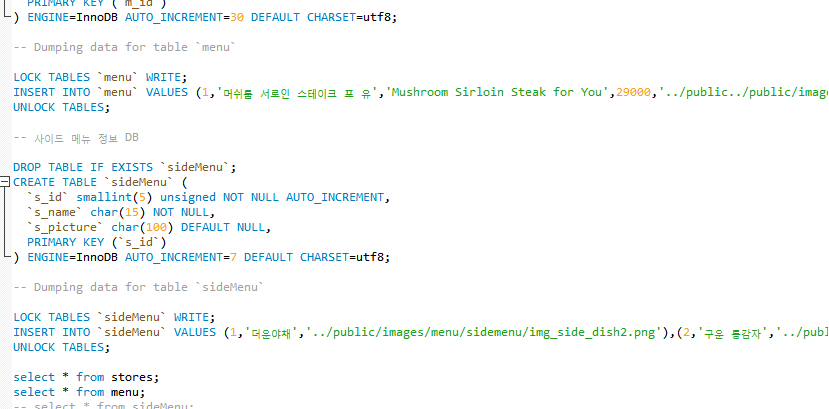 PRIMARY KEY (`m_id`)
) ENGINE=InnoDB AUTO_INCREMENT=30 DEFAULT CHARSET=utf8;
-- Dumping data for table `menu`
LOCK TABLES `menu` WRITE;
INSERT INTO `menu` VALUES (1,'머쉬룸 서로인 스테이크 포 유','Mushroom Sirloin Steak for You',29000,'../public../public/imag
UNLOCK TABLES;
-- 사이드 메뉴 정보 DB
DROP TABLE IF EXISTS `sideMenu`;
CREATE TABLE `sideMenu` (
`s_id` smallint(5) unsigned NOT NULL AUTO_INCREMENT,
`s_name` char(15) NOT NULL,
`s_picture` char(100) DEFAULT NULL,
PRIMARY KEY (`s_id`)
) ENGINE=InnoDB AUTO_INCREMENT=7 DEFAULT CHARSET=utf8;
-- Dumping data for table `sideMenu`
LOCK TABLES `sideMenu` WRITE;
INSERT INTO `sideMenu` VALUES (1,'더운야채','../public/images/menu/sidemenu/img_side_dish2.png'),(2,'구운 통감자','../publ
UNLOCK TABLES;
select * from stores;
select * from menu;
-- select * from sideMenu;